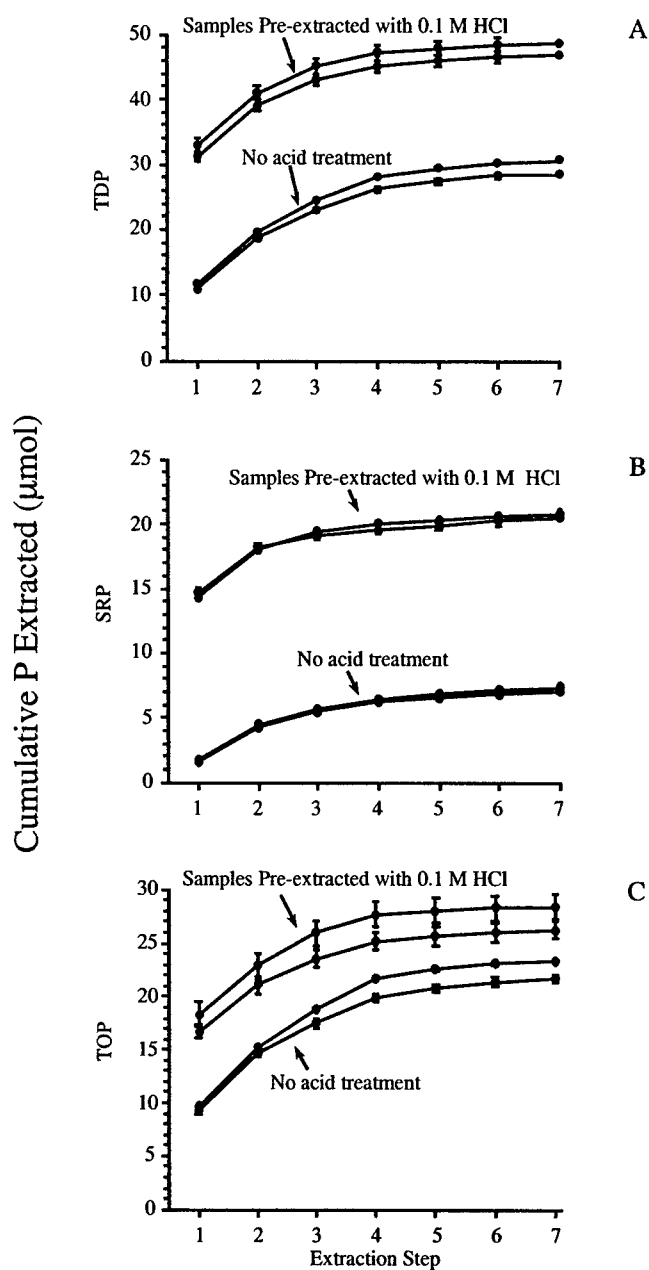 Cumulative P Extracted (µmol)
A
Samples Pre-extracted with 0.1 M HCl
No acid treatment
TDP
50
40
30
20
10
0
1 2 3 4 5 6 7
B
Samples Pre-extracted with 0.1 M HCl
No acid treatment
SRP
25
20
15
10
5
0
1 2 3 4 5 6 7
C
Samples Pre-extracted with 0.1 M HCl
No acid treatment
TOP
30
25
20
15
10
5
0
1 2 3 4 5 6 7
Extraction Step